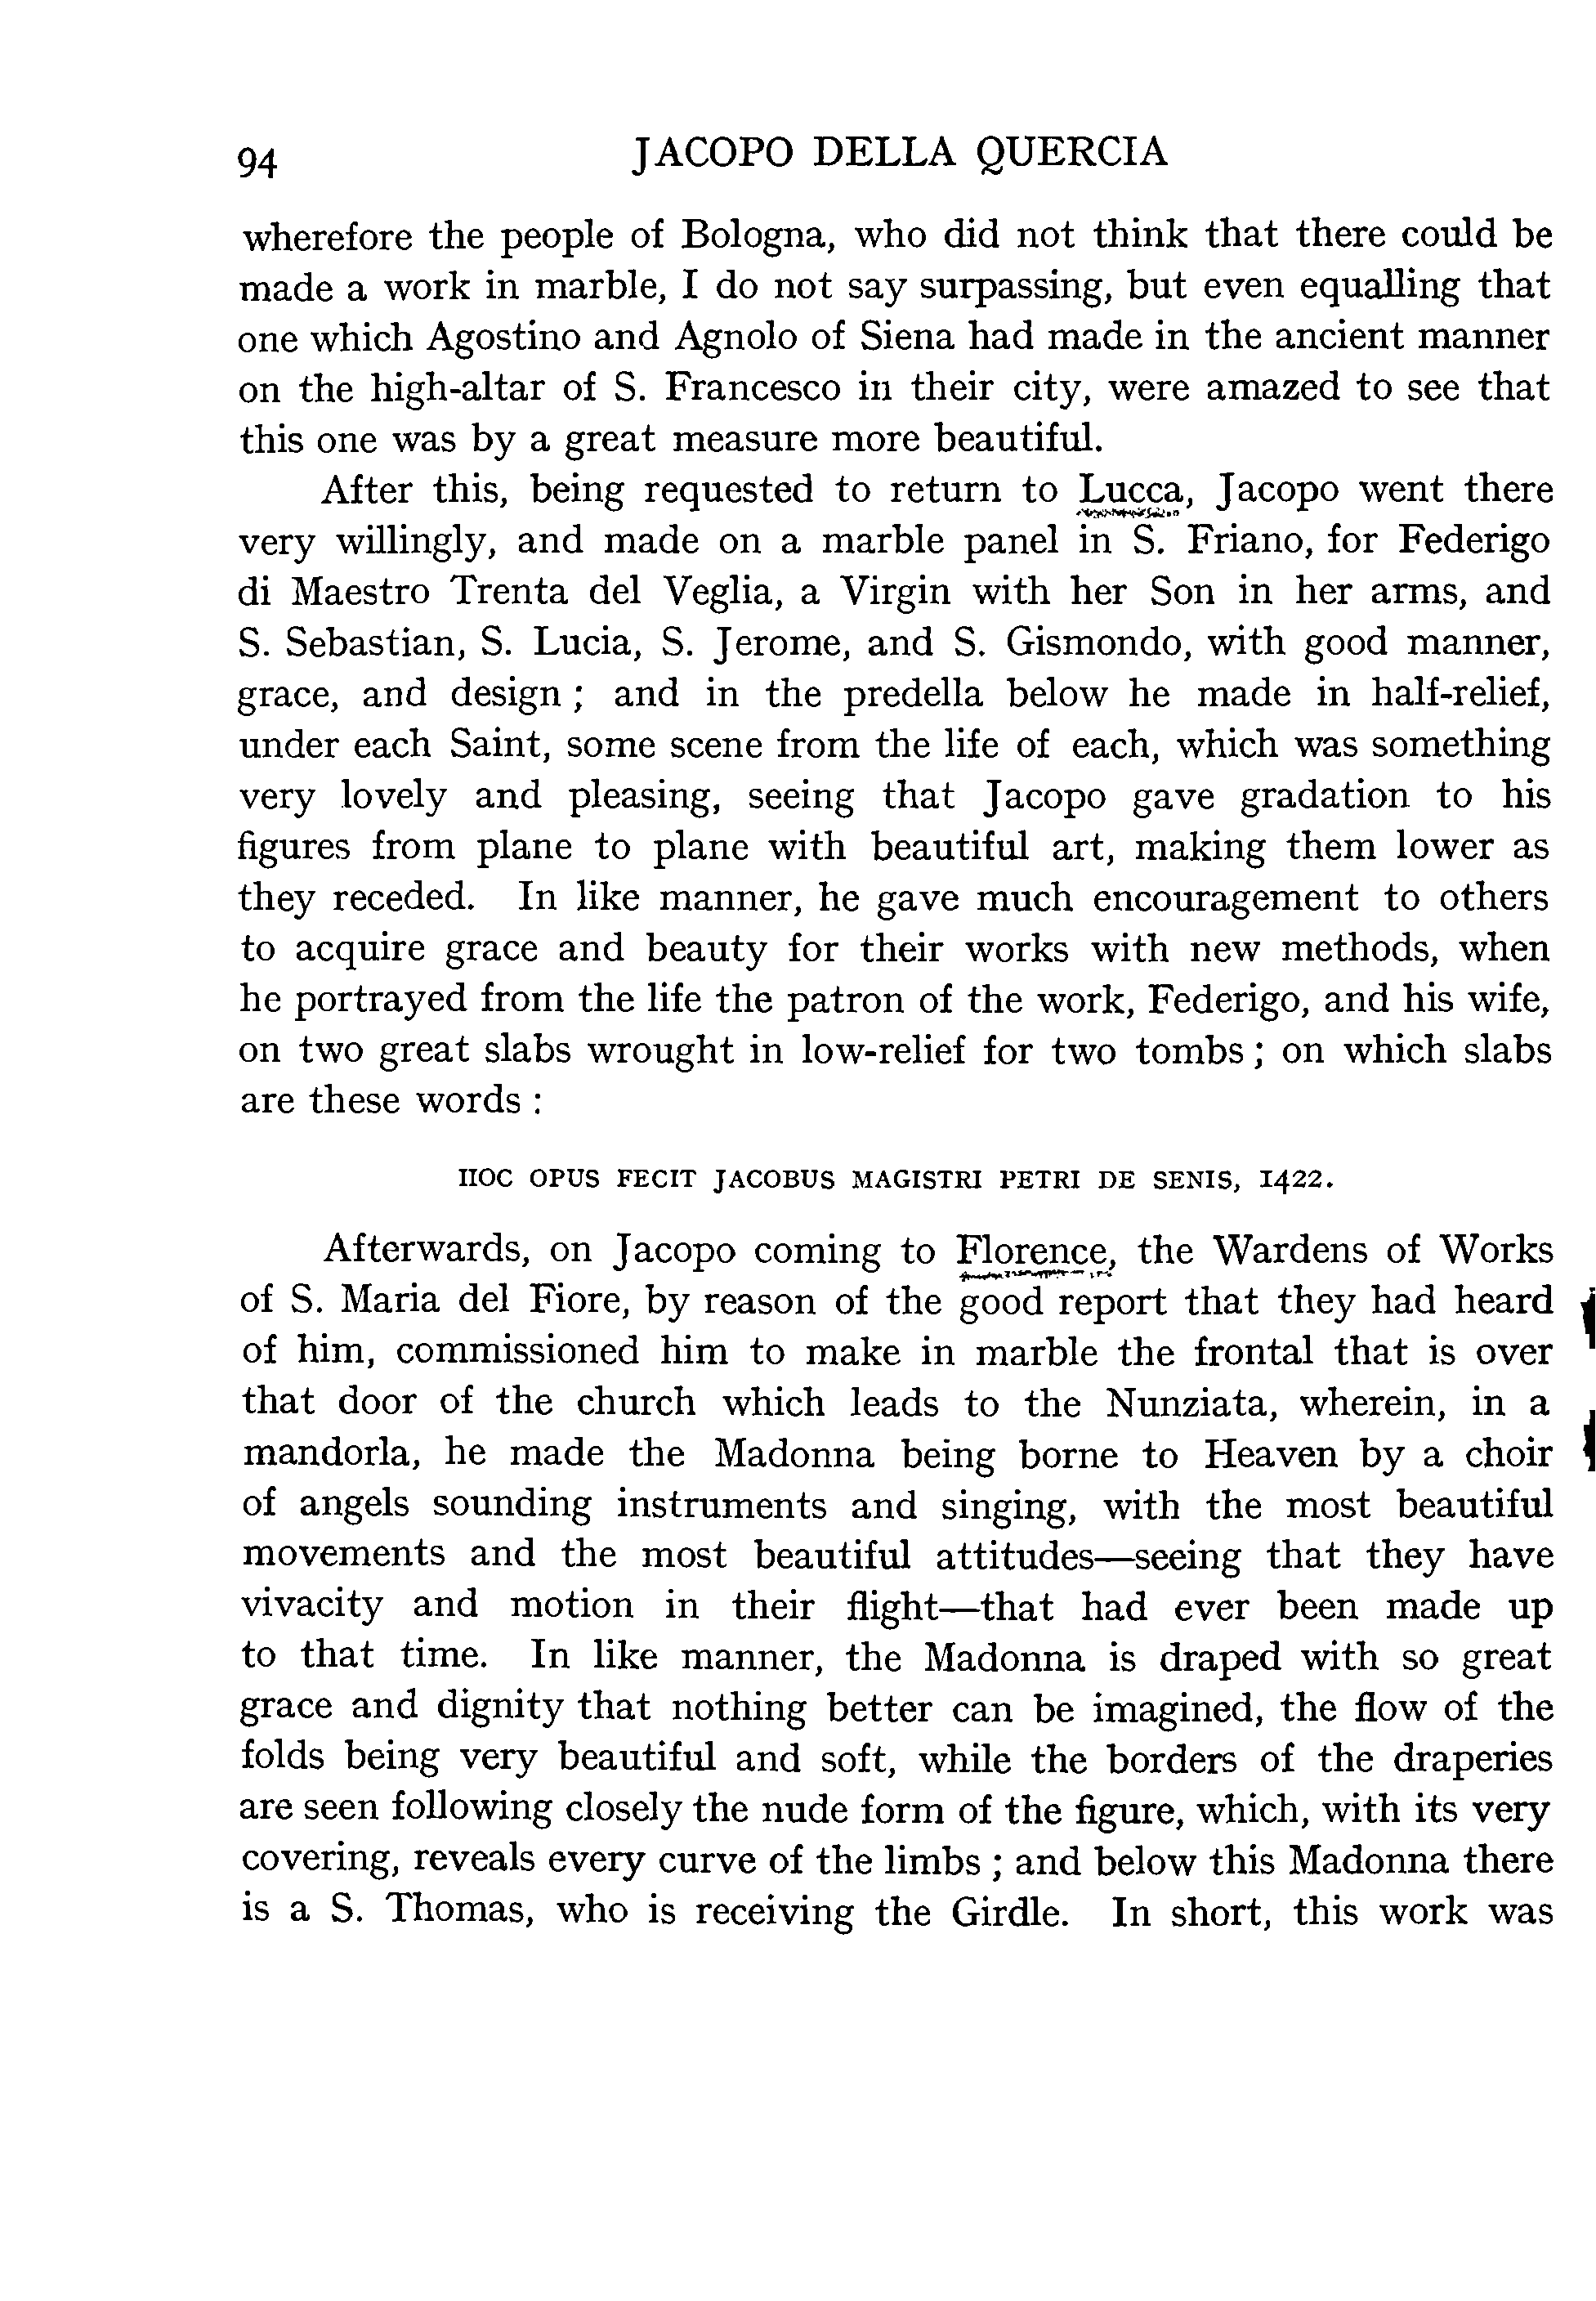 94 JACOPO DELLA QUERCIA
wherefore the people of Bologna, who did not think that there could be
made a work in marble, I do not say surpassing, but even equalling that
one which Agostino and Agnolo of Siena had made in the ancient manner
on the high-altar of S. Francesco in their city, were amazed to see that
this one was by a great measure more beautiful.
After this, being requested to return to Lucca, Jacopo went there
very willingly, and made on a marble panel in S. Friano, for Federigo
di Maestro Trenta del Veglia, a Virgin with her Son in her arms, and
S. Sebastian, S. Lucia, S. Jerome, and S. Gismondo, with good manner,
grace, and design ; and in the predella below he made in half-relief,
under each Saint, some scene from the life of each, which was something
very lovely and pleasing, seeing that Jacopo gave gradation to his
figures from plane to plane with beautiful art, making them lower as
they receded. In like manner, he gave much encouragement to others
to acquire grace and beauty for their works with new methods, when
he portrayed from the life the patron of the work, Federigo, and his wife,
on two great slabs wrought in low-relief for two tombs ; on which slabs
are these words :
HOC OPUS FECIT JACOBUS MAGISTRI PETRI DE SENIS, 1422.
Afterwards, on Jacopo coming to Florence, the Wardens of Works
of S. Maria del Fiore, by reason of the good report that they had heard
of him, commissioned him to make in marble the frontal that is over
that door of the church which leads to the Nunziata, wherein, in a
mandorla, he made the Madonna being borne to Heaven by a choir
of angels sounding instruments and singing, with the most beautiful
movements and the most beautiful attitudes—seeing that they have
vivacity and motion in their flight—that had ever been made up
to that time. In like manner, the Madonna is draped with so great
grace and dignity that nothing better can be imagined, the flow of the
folds being very beautiful and soft, while the borders of the draperies
are seen following closely the nude form of the figure, which, with its very
covering, reveals every curve of the limbs ; and below this Madonna there
is a S. Thomas, who is receiving the Girdle. In short, this work was